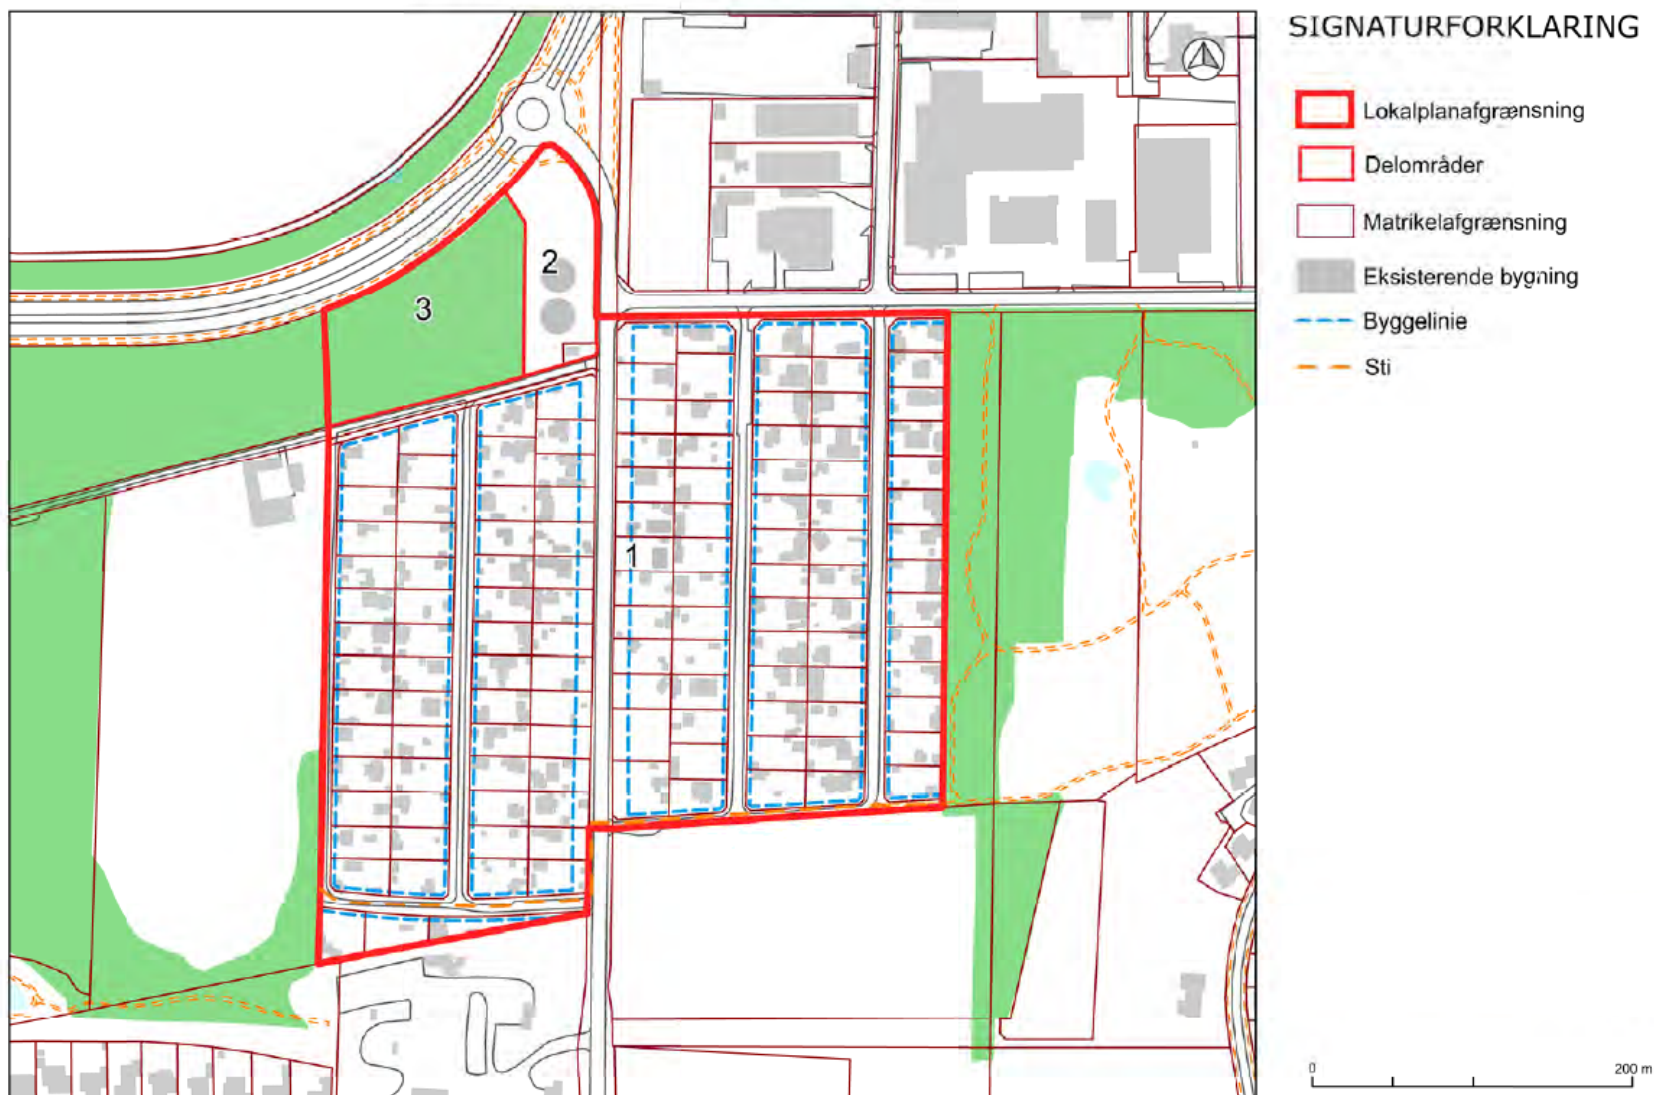 SIGNATURFORKLARING
Lokalplanafgrænsning
Delområder
Matrikelafgrænsning
Eksisterende bygning
Byggelinie
Sti
2
3
1
0 200 m